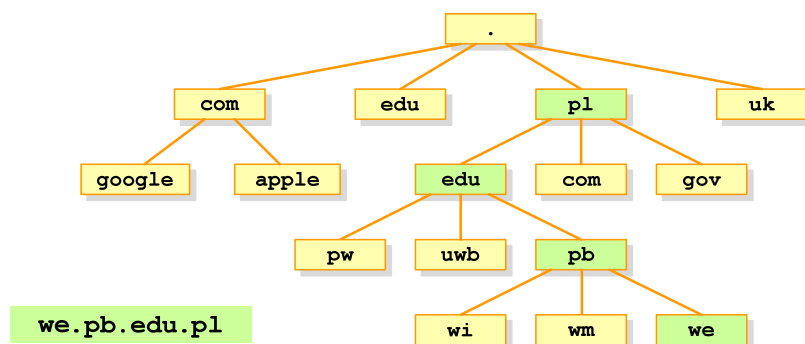 .
com edu pl uk
google apple edu com gov
pw uwb pb
we.pb.edu.pl wi wm we